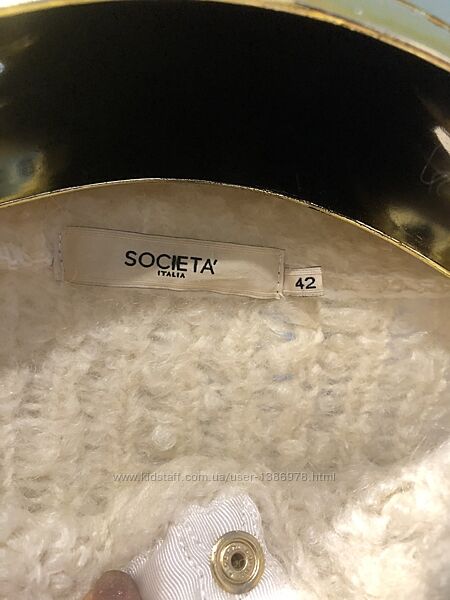 SOCIETA'
ITALIA
42
www.kidstaff.com.ua/user-1386978.html